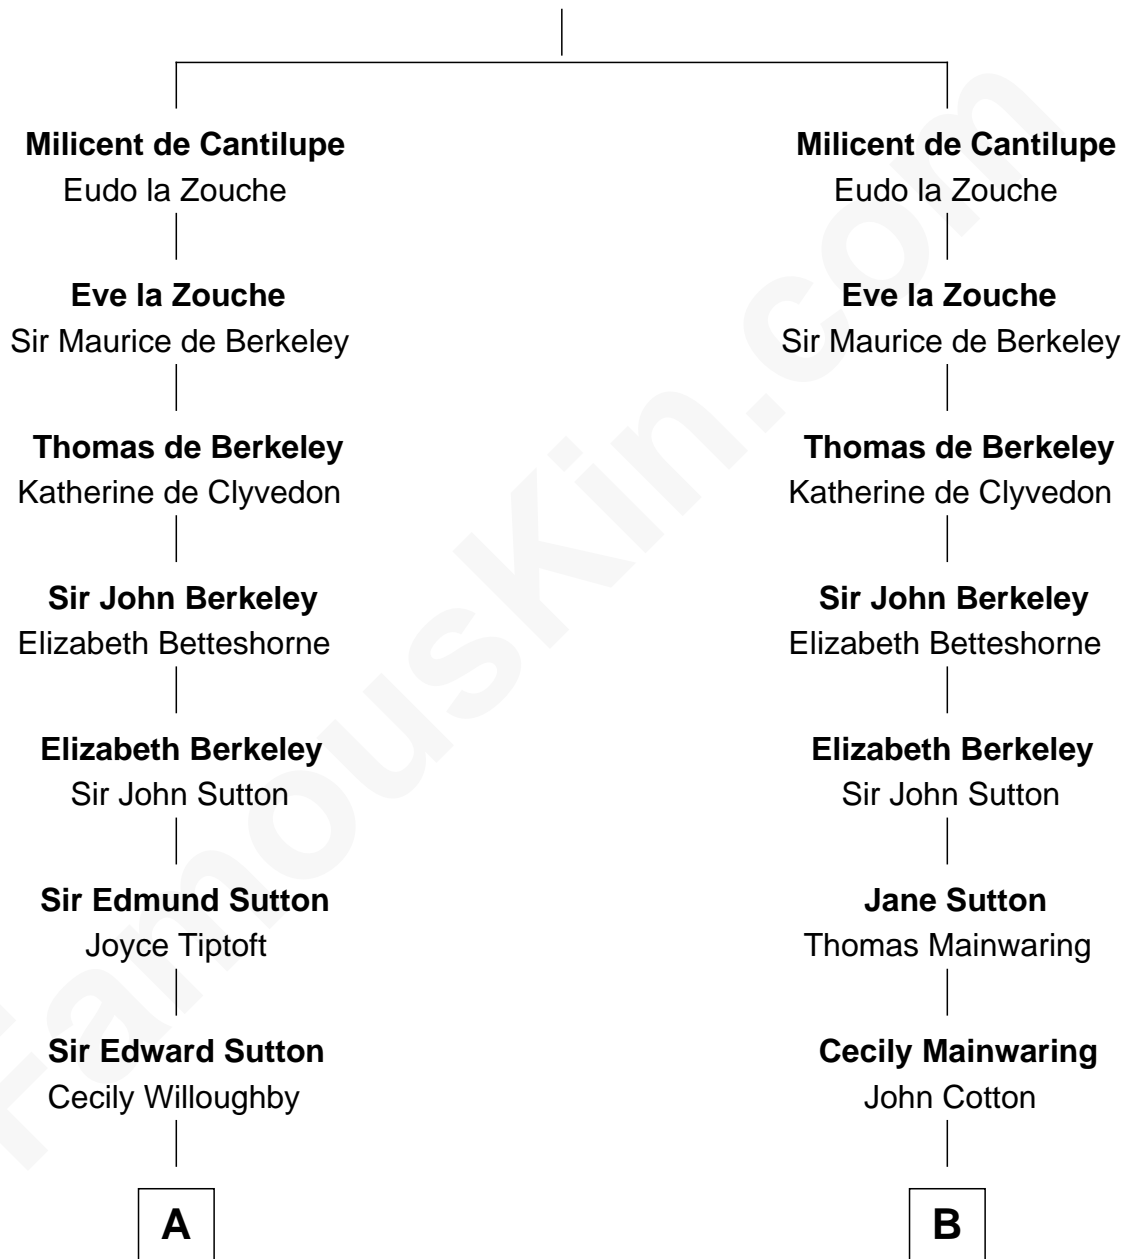 Milicent de Cantilupe
Eudo la Zouche
Eve la Zouche
Sir Maurice de Berkeley
Thomas de Berkeley
Katherine de Clyvedon
Sir John Berkeley
Elizabeth Betteshorne
Elizabeth Berkeley
Sir John Sutton
Sir Edmund Sutton
Joyce Tiptoft
Sir Edward Sutton
Cecily Willoughby
A
Milicent de Cantilupe
Eudo la Zouche
Eve la Zouche
Sir Maurice de Berkeley
Thomas de Berkeley
Katherine de Clyvedon
Sir John Berkeley
Elizabeth Betteshorne
Elizabeth Berkeley
Sir John Sutton
Jane Sutton
Thomas Mainwaring
Cecily Mainwaring
John Cotton
B
FamousKin.com